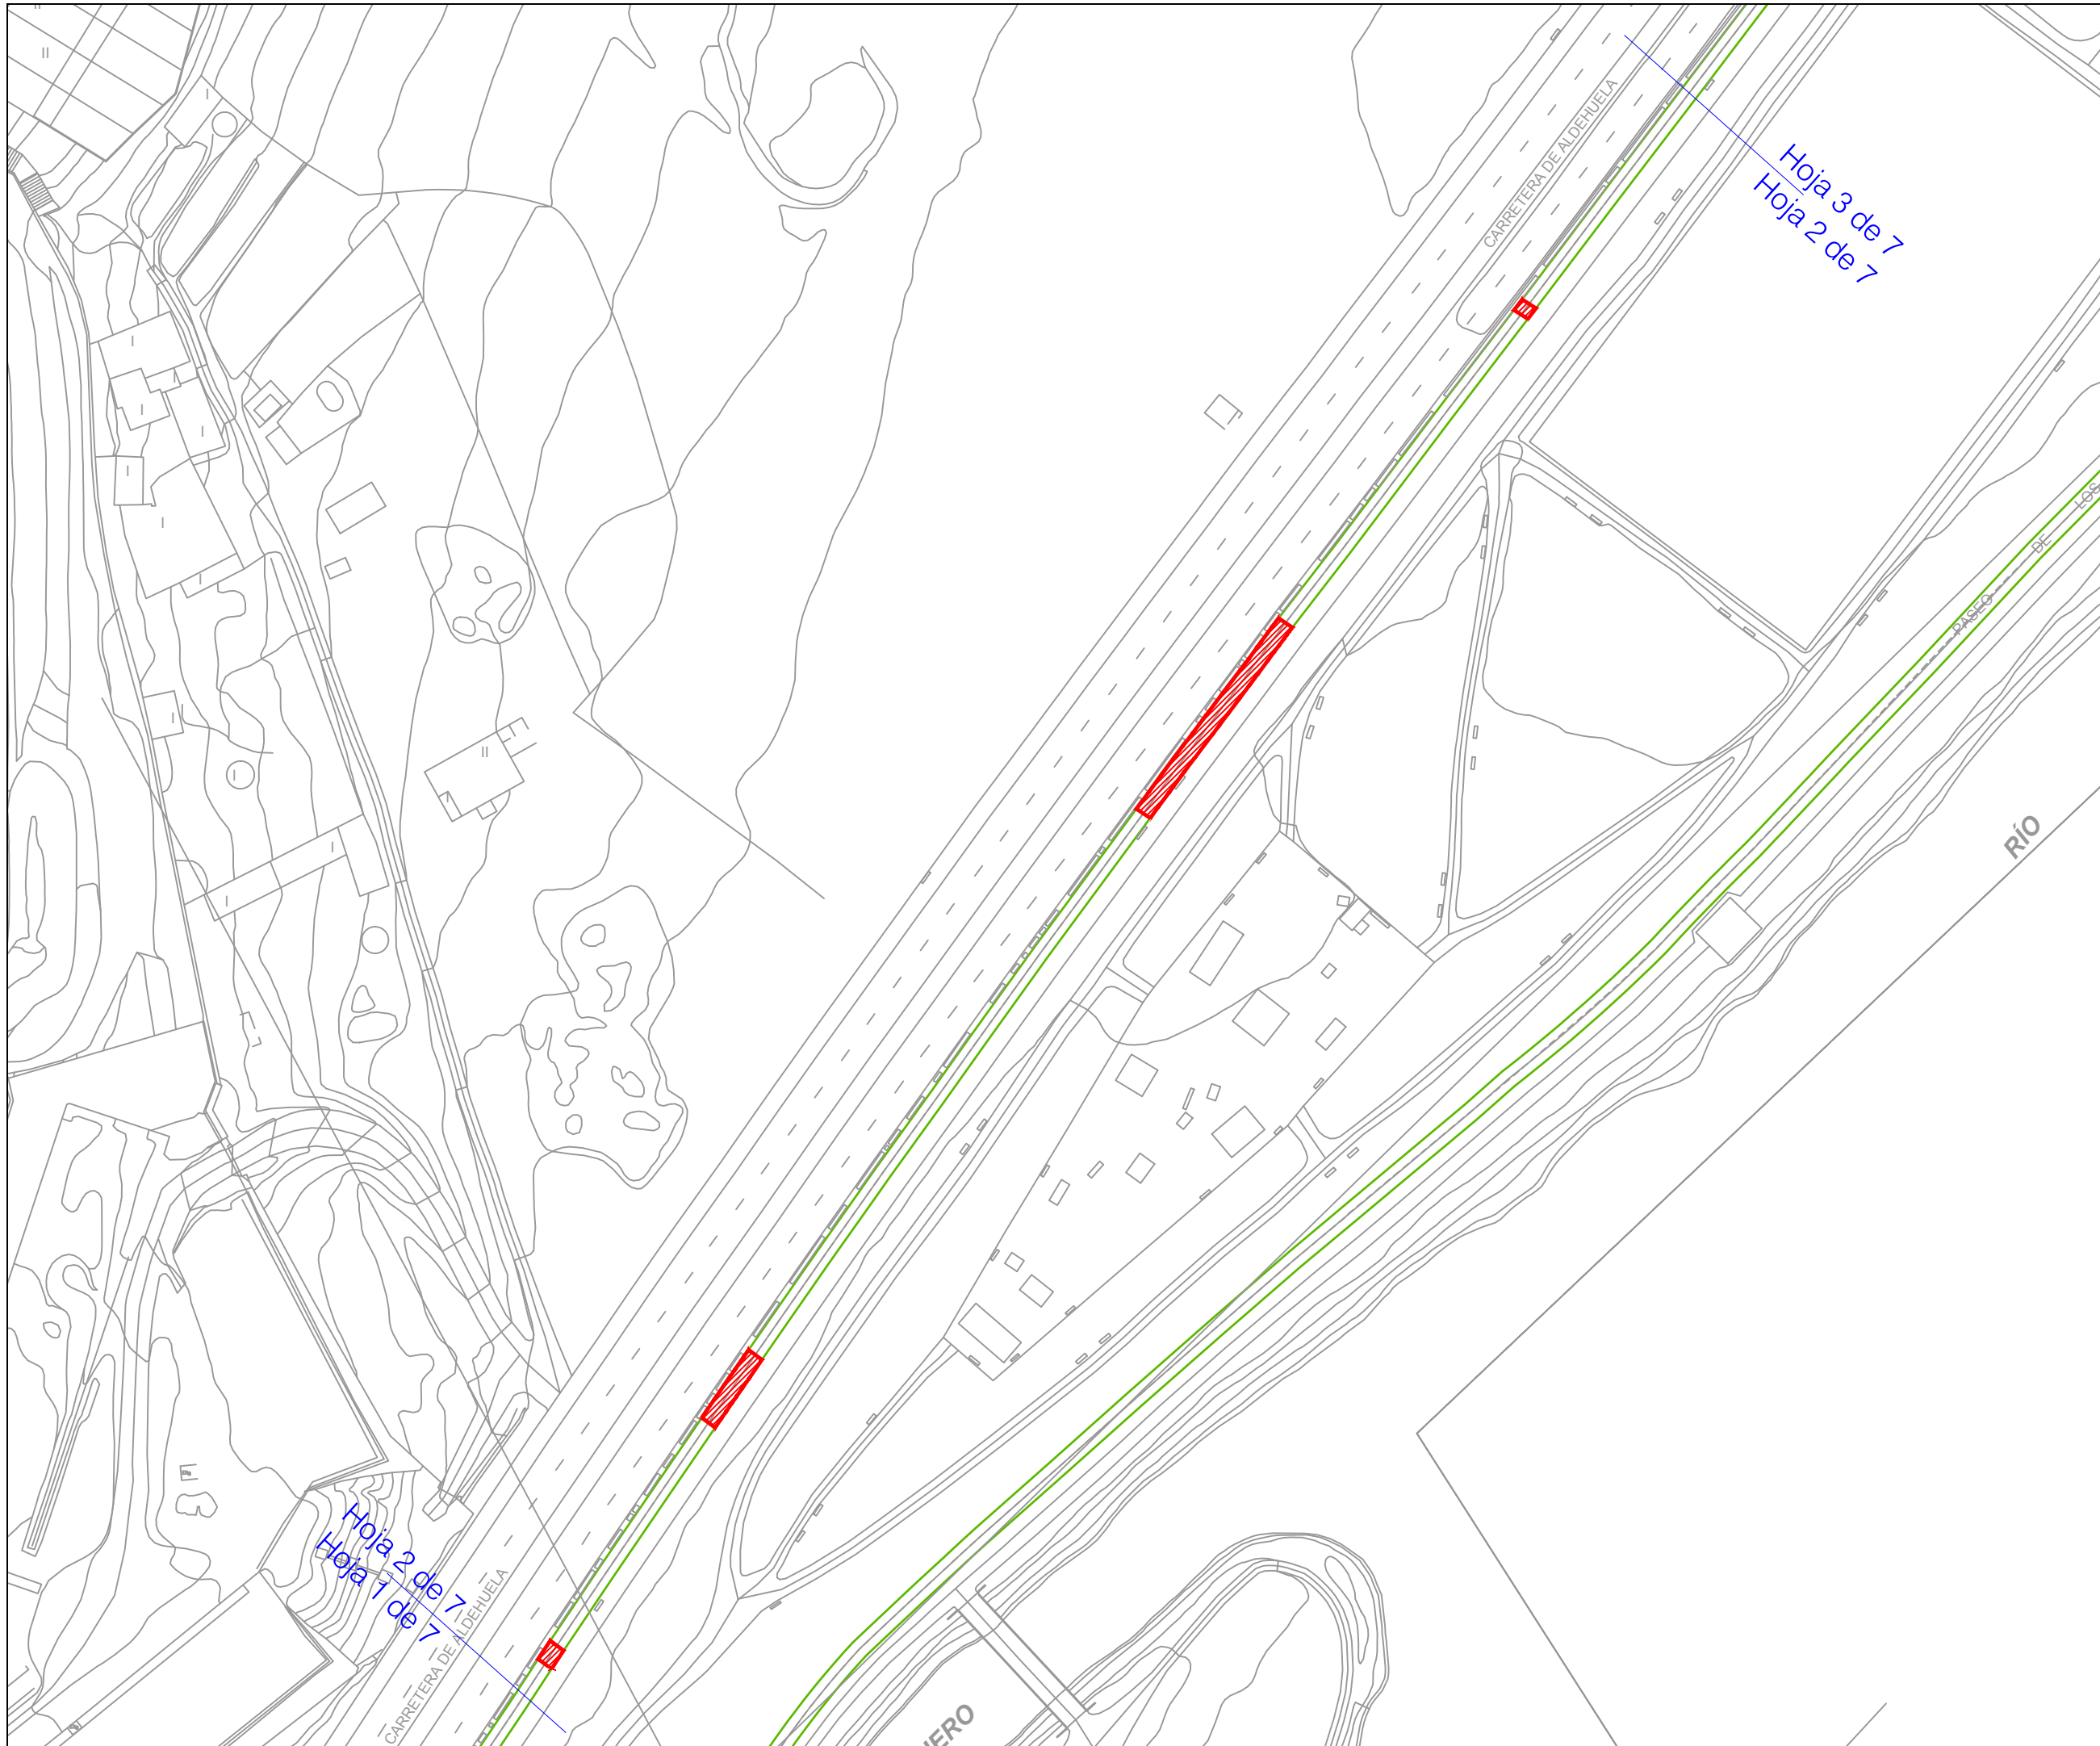 CARRETERA DE ALDEHUELA
Hoja 3 de 7
Hoja 2 de 7
PASEO DE LOS
RÍO
Hoja 2 de 7
Hoja 1 de 7
CARRETERA DE ALDEHUELA